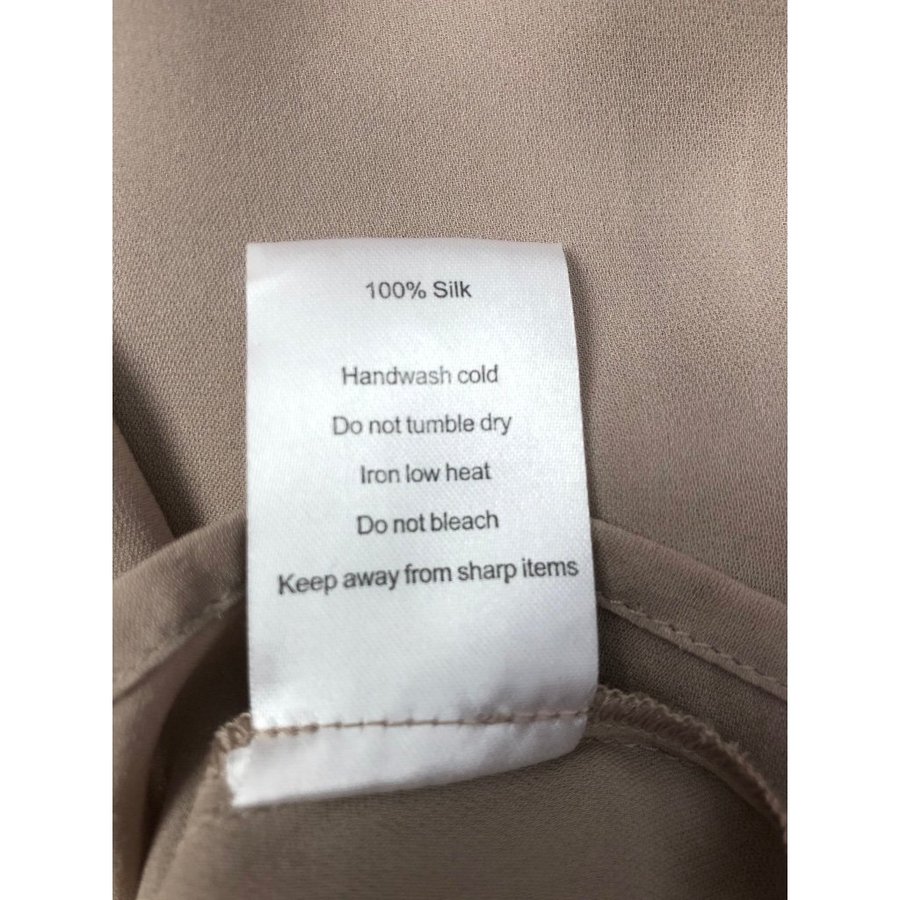 100% Silk
Handwash cold
Do not tumble dry
Iron low heat
Do not bleach
Keep away from sharp items